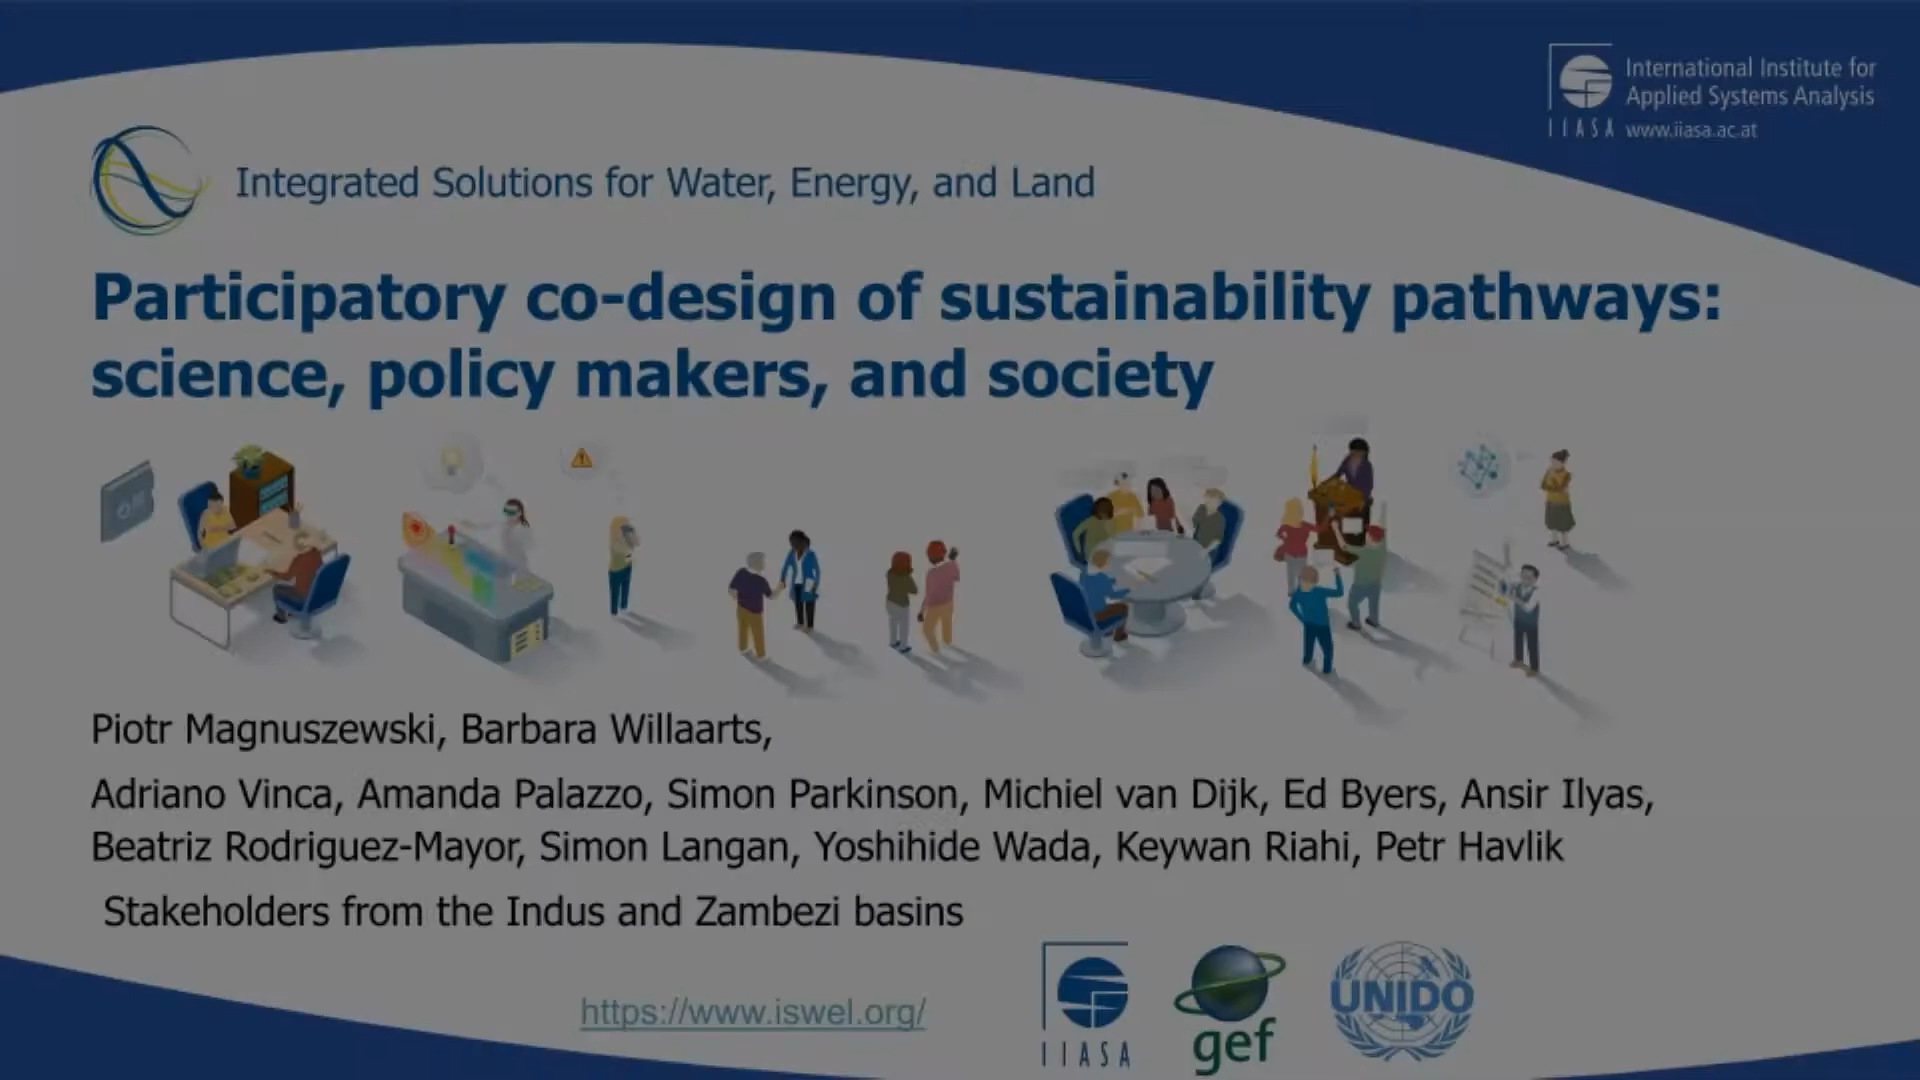 International Institute for
Applied Systems Analysis
IIASA www.iiasa.ac.at
Integrated Solutions for Water, Energy, and Land
Participatory co-design of sustainability pathways:
science, policy makers, and society
Piotr Magnuszewski, Barbara Willaarts,
Adriano Vinca, Amanda Palazzo, Simon Parkinson, Michiel van Dijk, Ed Byers, Ansir Ilyas,
Beatriz Rodriguez-Mayor, Simon Langan, Yoshihide Wada, Keywan Riahi, Petr Havlik
Stakeholders from the Indus and Zambezi basins
https://www.iswel.org/
IIASA
gef
UNIDO